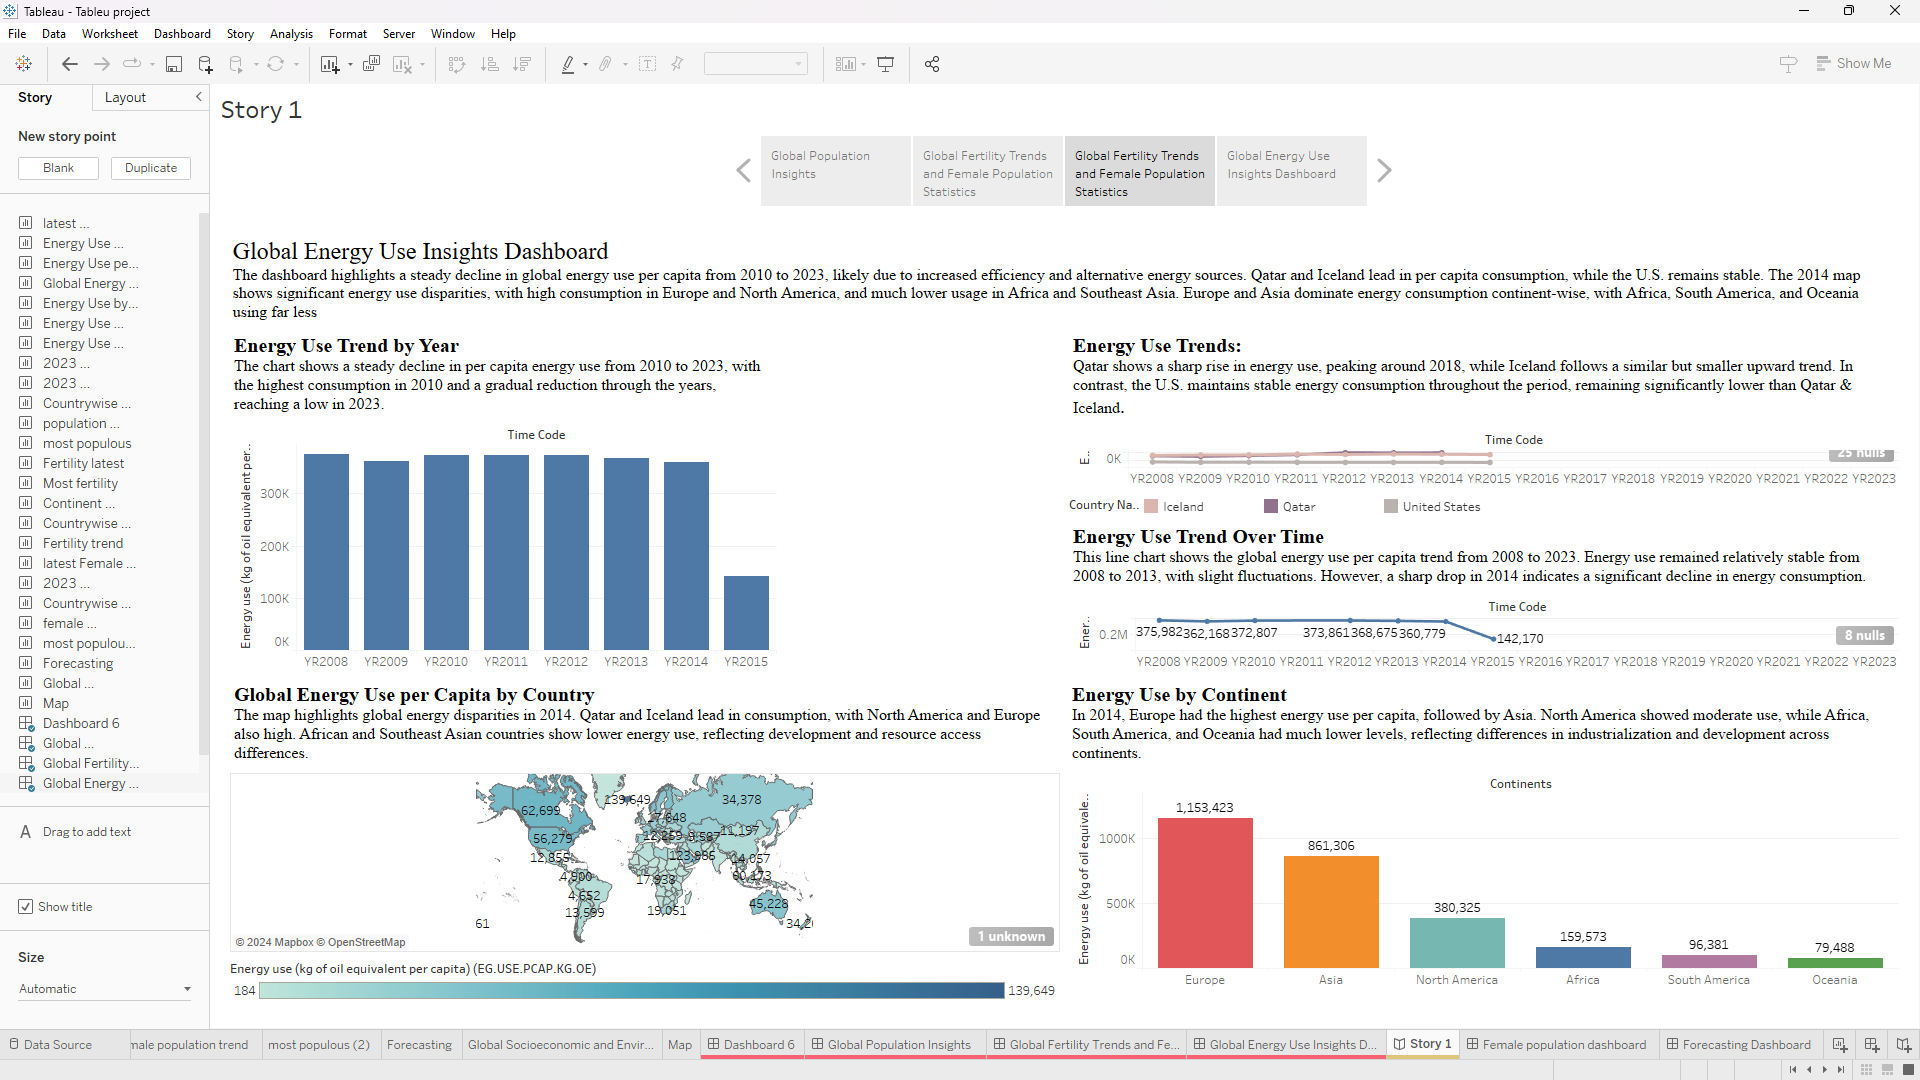 Tableau - Tableu project
File Data Worksheet Dashboard Story Analysis Format Server Window Help
Show Me
Story Layout
New story point
Blank Duplicate
latest ...
Energy Use ...
Energy Use pe...
Global Energy ...
Energy Use by...
Energy Use ...
Energy Use ...
2023 ...
2023 ...
Countrywise ...
population ...
most populous
Fertility latest
Most fertility
Continent ...
Countrywise ...
Fertility trend
latest Female ...
2023 ...
Countrywise ...
female ...
most populou...
Forecasting
Global ...
Map
Dashboard 6
Global ...
Global Fertility...
Global Energy ...
A Drag to add text
Show title
Size
Automatic
Story 1
Global Population
Insights
Global Fertility Trends
and Female Population
Statistics
Global Fertility Trends
and Female Population
Statistics
Global Energy Use
Insights Dashboard
Global Energy Use Insights Dashboard
The dashboard highlights a steady decline in global energy use per capita from 2010 to 2023, likely due to increased efficiency and alternative energy sources. Qatar and Iceland lead in per capita consumption, while the U.S. remains stable. The 2014 map
shows significant energy use disparities, with high consumption in Europe and North America, and much lower usage in Africa and Southeast Asia. Europe and Asia dominate energy consumption continent-wise, with Africa, South America, and Oceania
using far less
Energy Use Trend by Year
The chart shows a steady decline in per capita energy use from 2010 to 2023, with
the highest consumption in 2010 and a gradual reduction through the years,
reaching a low in 2023.
Time Code
Energy use (kg of oil equivalent per..
300K
200K
100K
0K
YR2008 YR2009 YR2010 YR2011 YR2012 YR2013 YR2014 YR2015
Energy Use Trends:
Qatar shows a sharp rise in energy use, peaking around 2018, while Iceland follows a similar but smaller upward trend. In
contrast, the U.S. maintains stable energy consumption throughout the period, remaining significantly lower than Qatar &
Iceland.
Time Code
E..
0K
25 nulls
YR2008 YR2009 YR2010 YR2011 YR2012 YR2013 YR2014 YR2015 YR2016 YR2017 YR2018 YR2019 YR2020 YR2021 YR2022 YR2023
Country Na.. Iceland Qatar United States
Energy Use Trend Over Time
This line chart shows the global energy use per capita trend from 2008 to 2023. Energy use remained relatively stable from
2008 to 2013, with slight fluctuations. However, a sharp drop in 2014 indicates a significant decline in energy consumption.
Time Code
Ener..
0.2M
375,982 362,168 372,807 373,861 368,675 360,779 142,170
8 nulls
YR2008 YR2009 YR2010 YR2011 YR2012 YR2013 YR2014 YR2015 YR2016 YR2017 YR2018 YR2019 YR2020 YR2021 YR2022 YR2023
Global Energy Use per Capita by Country
The map highlights global energy disparities in 2014. Qatar and Iceland lead in consumption, with North America and Europe
also high. African and Southeast Asian countries show lower energy use, reflecting development and resource access
differences.
139,649
34,378
62,699
17,648
11,197
56,279
12,259
9,587
12,855
123,885
14,057
4,900
17,938
60,173
4,652
45,228
13,599
19,051
61
© 2024 Mapbox © OpenStreetMap
1 unknown
Energy use (kg of oil equivalent per capita) (EG.USE.PCAP.KG.OE)
184 139,649
Energy Use by Continent
In 2014, Europe had the highest energy use per capita, followed by Asia. North America showed moderate use, while Africa,
South America, and Oceania had much lower levels, reflecting differences in industrialization and development across
continents.
Continents
Energy use (kg of oil equivale..
1000K
500K
0K
1,153,423
861,306
380,325
159,573
96,381
79,488
Europe Asia North America Africa South America Oceania
Data Source
male population trend
most populous (2)
Forecasting
Global Socioeconomic and Envir...
Map
Dashboard 6
Global Population Insights
Global Fertility Trends and Fe...
Global Energy Use Insights D...
Story 1
Female population dashboard
Forecasting Dashboard